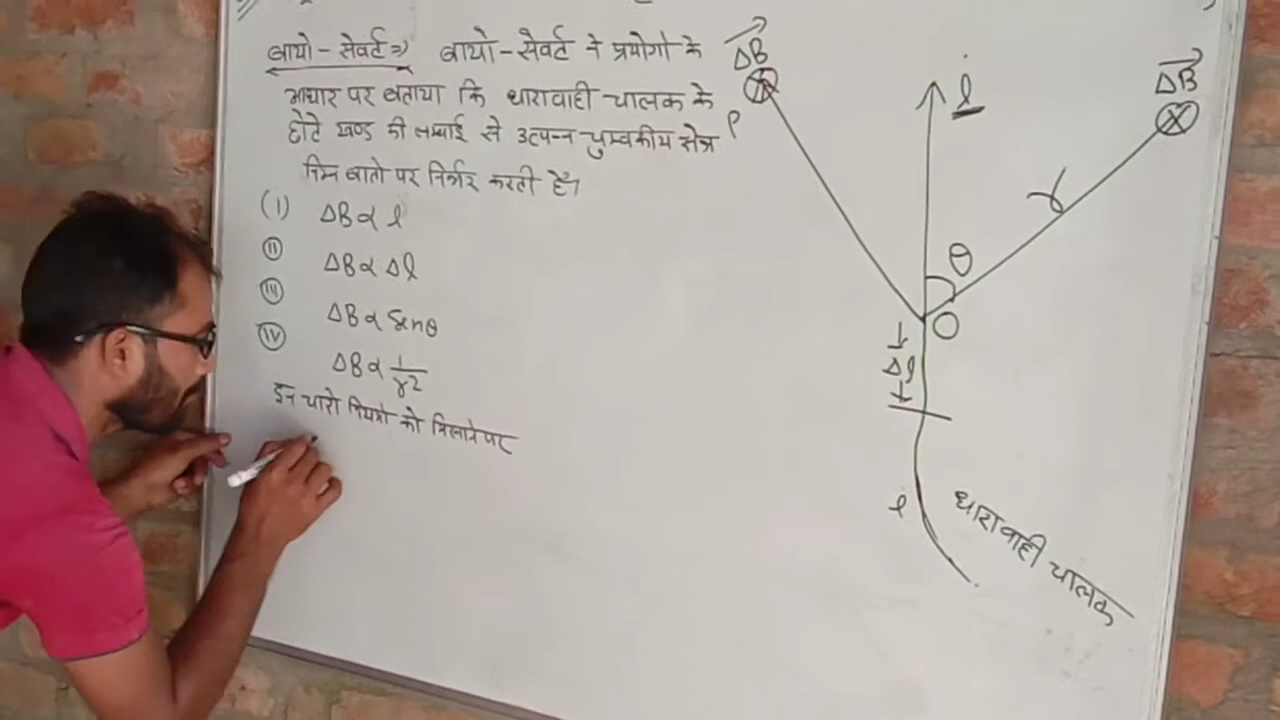 बायो-सेवर्ट⇒ बायो-सेवर्ट ने प्रयोगो के
आधार पर बताया कि धारावाही चालक के
छोटे खण्ड की लम्बाई से उत्पन्न चुम्बकीय क्षेत्र
निम्न बातो पर निर्भर करती है।
(I) ΔB ∝ i
(II) ΔB ∝ Δl
(III) ΔB ∝ Sinθ
(IV) ΔB ∝ 1/r2
इन चारो नियमो को मिलाने पर
ΔB
P
i
ΔB
r
θ
O
Δl
l
धारावाही चालक